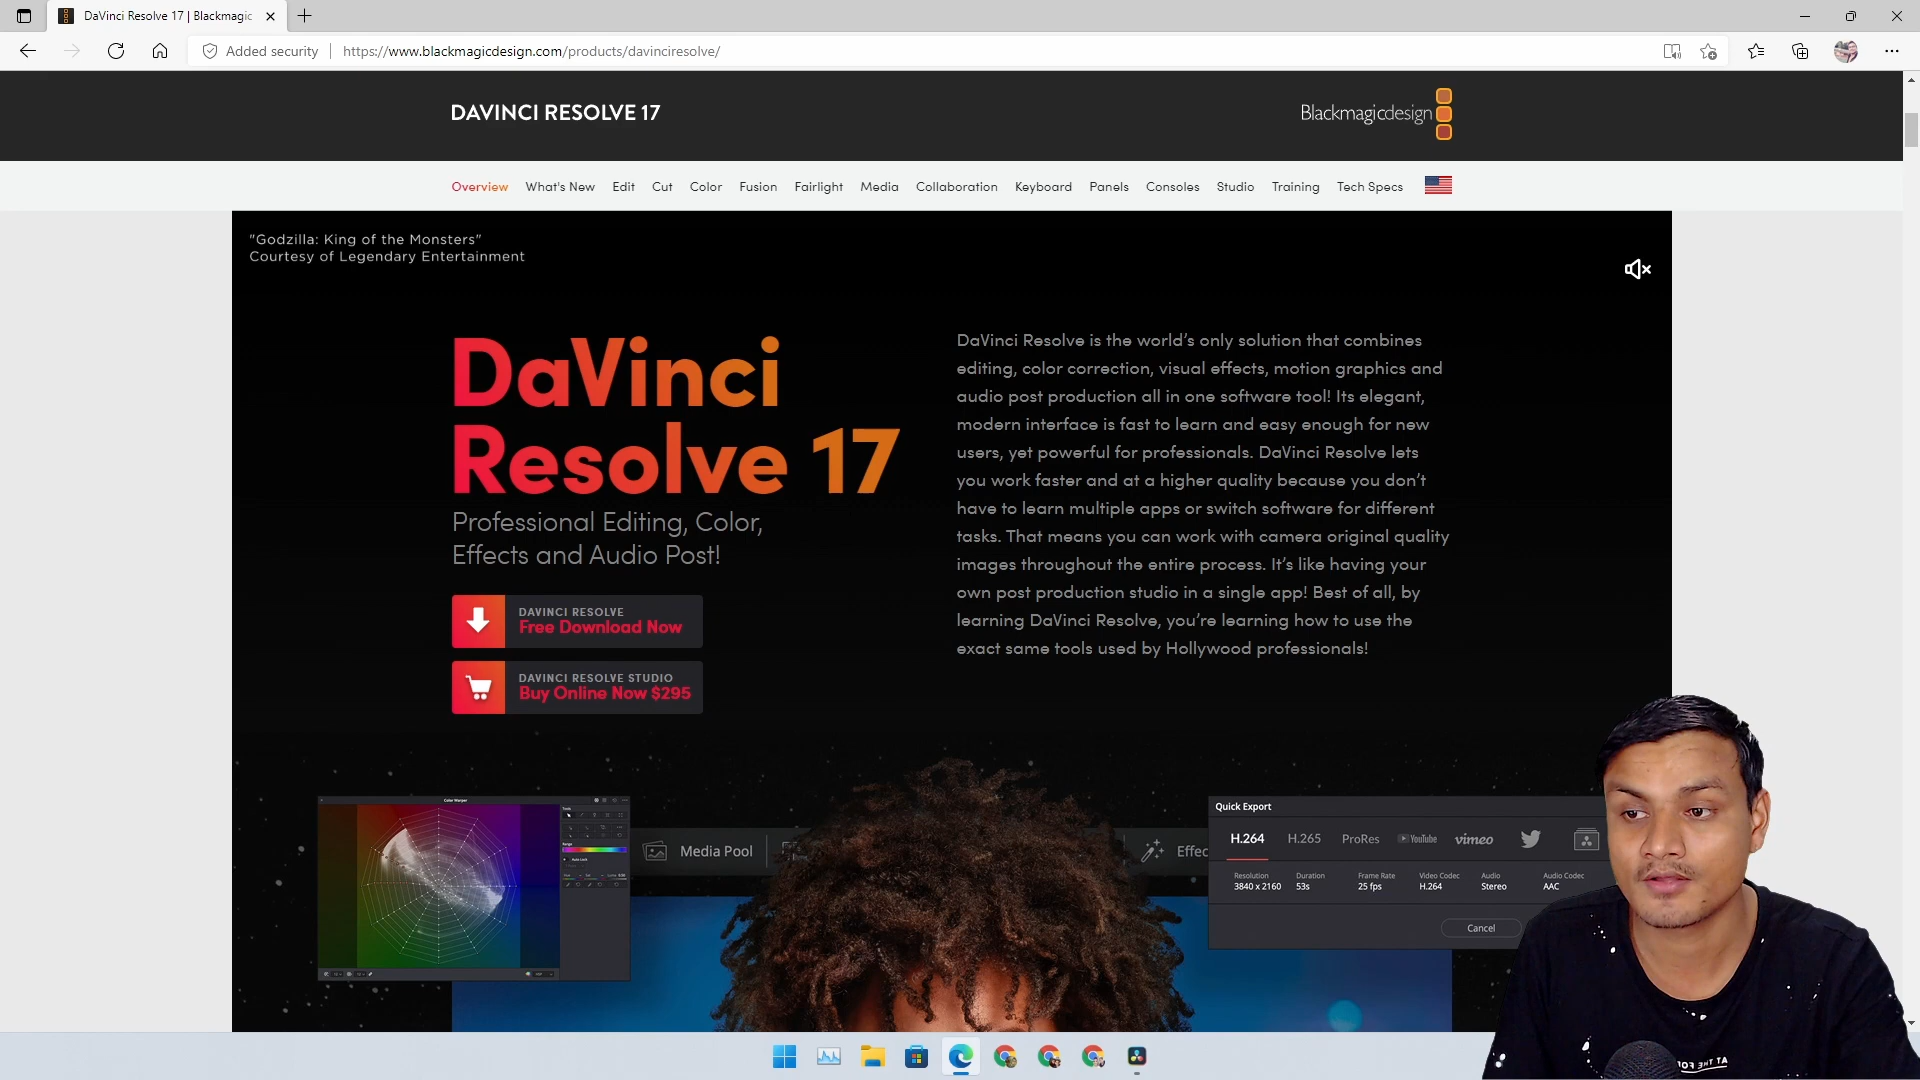 DaVinci Resolve 17 | Blackmagic
Added security
https://www.blackmagicdesign.com/products/davinciresolve/
DAVINCI RESOLVE 17
Blackmagicdesign
Overview What's New Edit Cut Color Fusion Fairlight Media Collaboration Keyboard Panels Consoles Studio Training Tech Specs
"Godzilla: King of the Monsters"
Courtesy of Legendary Entertainment
DaVinci
Resolve 17
Professional Editing, Color,
Effects and Audio Post!
DAVINCI RESOLVE
Free Download Now
DAVINCI RESOLVE STUDIO
Buy Online Now $295
DaVinci Resolve is the world’s only solution that combines
editing, color correction, visual effects, motion graphics and
audio post production all in one software tool! Its elegant,
modern interface is fast to learn and easy enough for new
users, yet powerful for professionals. DaVinci Resolve lets
you work faster and at a higher quality because you don’t
have to learn multiple apps or switch software for different
tasks. That means you can work with camera original quality
images throughout the entire process. It’s like having your
own post production studio in a single app! Best of all, by
learning DaVinci Resolve, you’re learning how to use the
exact same tools used by Hollywood professionals!
Color Warper
Tools
Range
Auto Lock
Media Pool
Effec
Quick Export
H.264 H.265 ProRes YouTube vimeo
Resolution Duration Frame Rate Video Codec Audio Audio Codec
3840 x 2160 53s 25 fps H.264 Stereo AAC
Cancel
AT THE FO